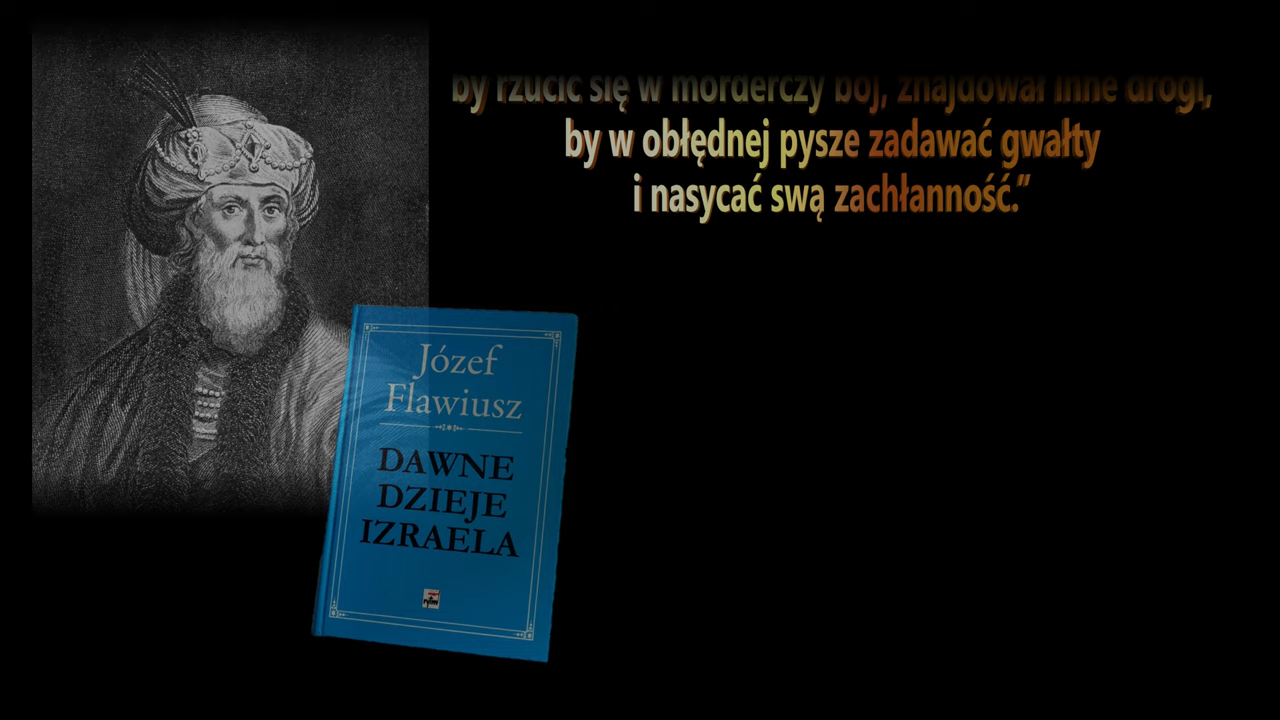 by rzucić się w morderczy bój, znajdował inne drogi,
by w obłędnej pysze zadawać gwałty
i nasycać swą zachłanność.”
Józef
Flawiusz
DAWNE
DZIEJE
IZRAELA